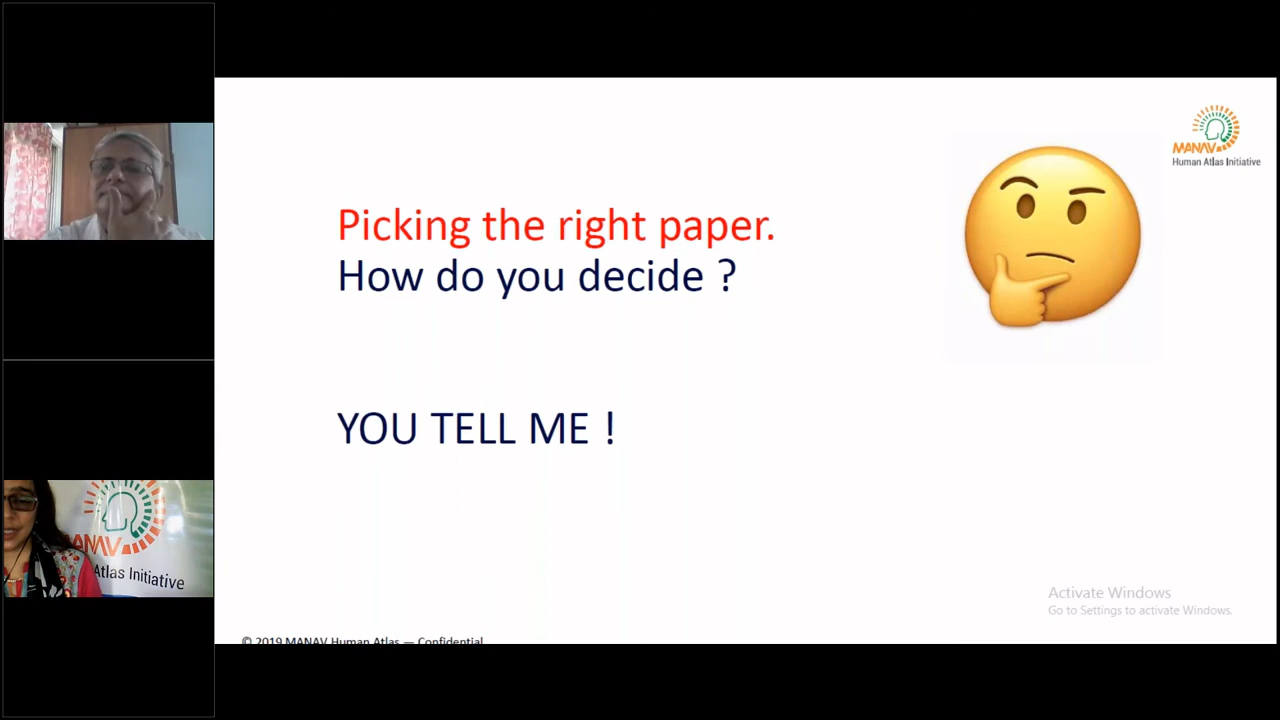 MANAV
Human Atlas Initiative
Picking the right paper.
How do you decide ?
YOU TELL ME !
MANAV
Atlas Initiative
Activate Windows
Go to Settings to activate Windows.
© 2019 MANAV Human Atlas — Confidential